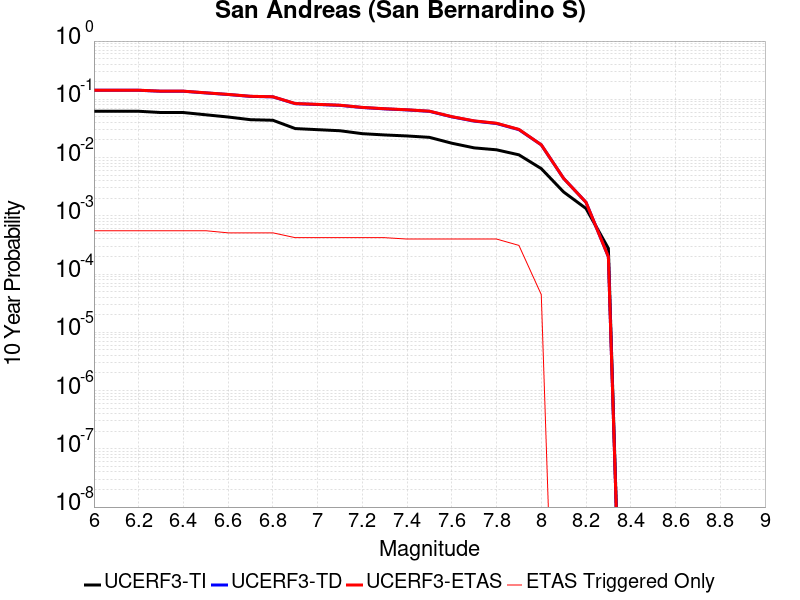 San Andreas (San Bernardino S)
10 0
10 -1
10 -2
10 -3
10 -4
10 -5
10 -6
10 -7
10 -8
10 Year Probability
6 6.2 6.4 6.6 6.8 7 7.2 7.4 7.6 7.8 8 8.2 8.4 8.6 8.8 9
Magnitude
UCERF3-TI UCERF3-TD UCERF3-ETAS ETAS Triggered Only